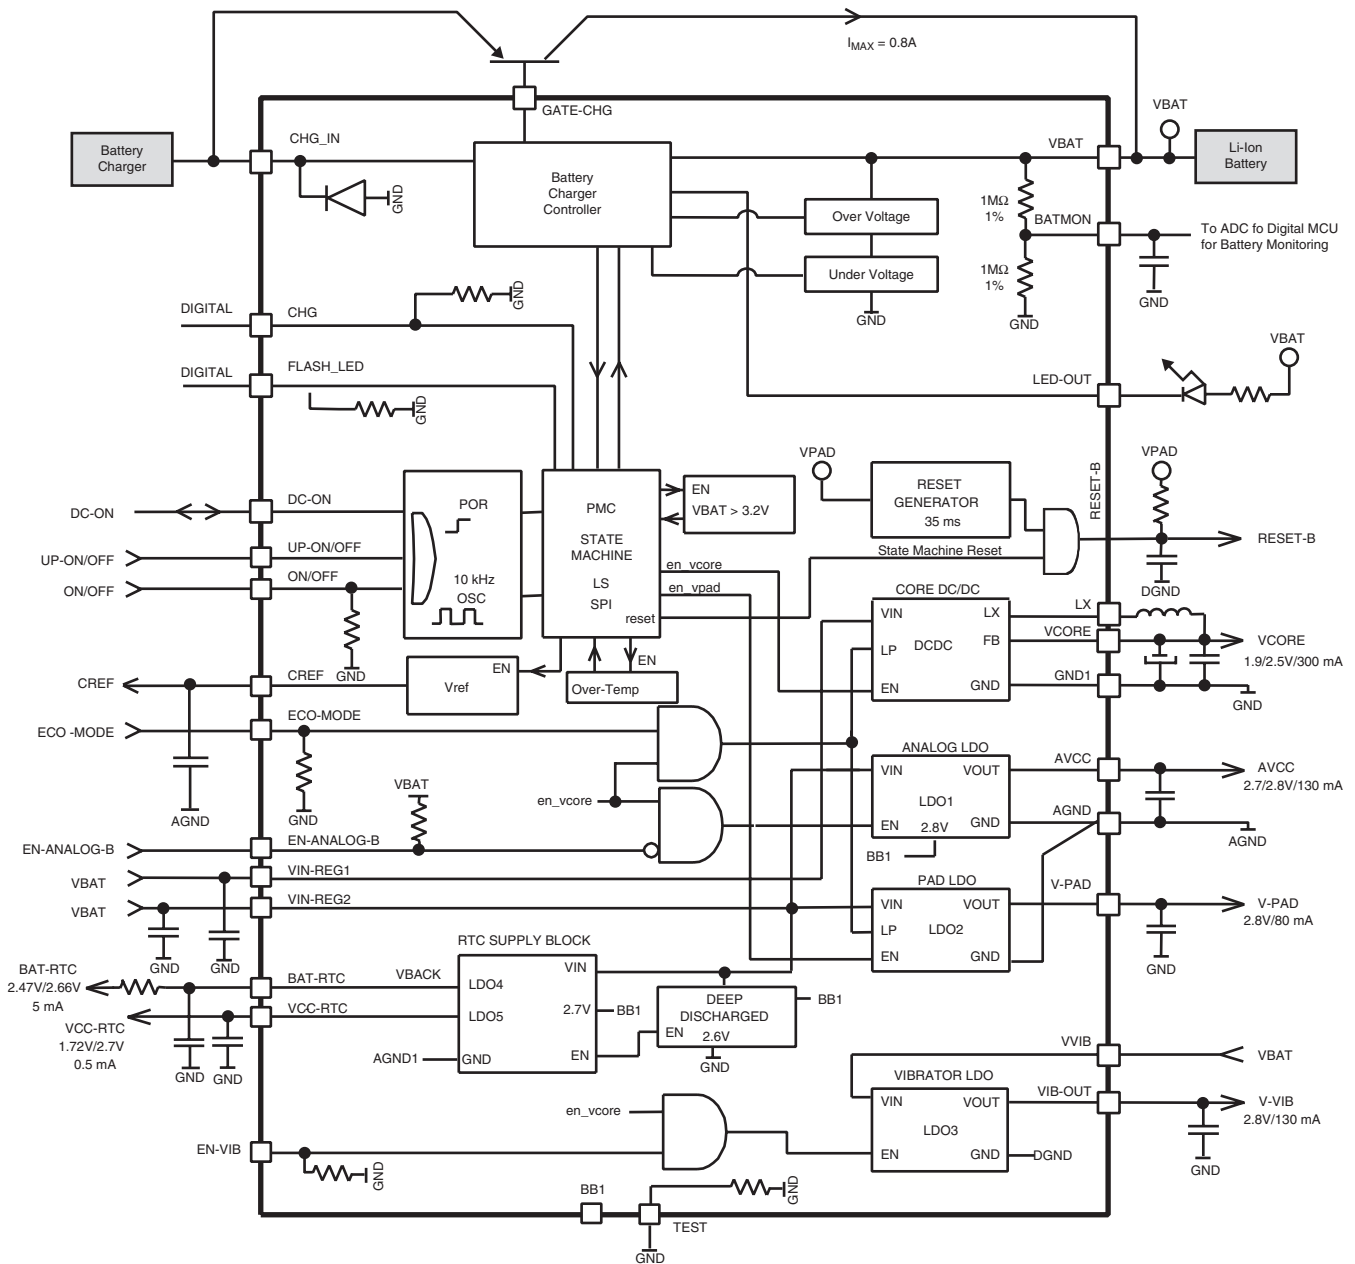 I_MAX = 0.8A
GATE-CHG
Battery
Charger
CHG_IN
GND
Battery
Charger
Controller
VBAT
VBAT
Li-Ion
Battery
Over Voltage
Under Voltage
GND
1MΩ
1%
BATMON
1MΩ
1%
GND
To ADC fo Digital MCU
for Battery Monitoring
GND
DIGITAL
CHG
GND
DIGITAL
FLASH_LED
GND
LED-OUT
VBAT
DC-ON
DC-ON
UP-ON/OFF
UP-ON/OFF
ON/OFF
ON/OFF
GND
POR
10 kHz
OSC
PMC
STATE
MACHINE
LS
SPI
reset
EN
VBAT > 3.2V
en_vcore
en_vpad
VPAD
RESET
GENERATOR
35 ms
State Machine Reset
RESET-B
VPAD
RESET-B
DGND
CREF
CREF
Vref
EN
EN
Over-Temp
CORE DC/DC
VIN
LX
DCDC
FB
LP
EN
GND
LX
VCORE
GND1
VCORE
1.9/2.5V/300 mA
GND
ECO -MODE
ECO-MODE
AGND
GND
VBAT
en_vcore
ANALOG LDO
VIN
VOUT
LDO1
EN
2.8V
GND
BB1
AVCC
AGND
AVCC
2.7/2.8V/130 mA
AGND
EN-ANALOG-B
EN-ANALOG-B
VBAT
VIN-REG1
VBAT
VIN-REG2
GND
GND
PAD LDO
VIN
VOUT
LP
LDO2
EN
GND
V-PAD
V-PAD
2.8V/80 mA
GND
RTC SUPPLY BLOCK
BAT-RTC
2.47V/2.66V
5 mA
BAT-RTC
VBACK
LDO4
VIN
VCC-RTC
1.72V/2.7V
0.5 mA
VCC-RTC
LDO5
2.7V
BB1
AGND1
GND
EN
GND
GND
DEEP
DISCHARGED
EN
2.6V
BB1
GND
VVIB
VBAT
VIBRATOR LDO
VIN
VOUT
LDO3
EN
GND
DGND
VIB-OUT
V-VIB
2.8V/130 mA
GND
en_vcore
EN-VIB
GND
BB1
GND
TEST
GND